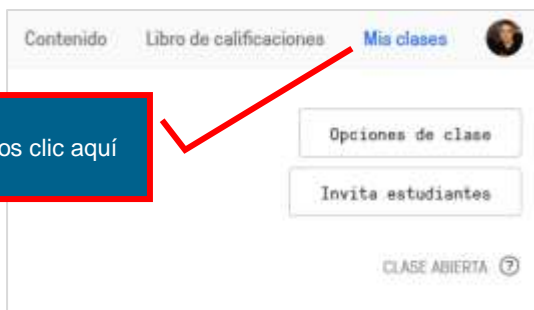 Contenido Libro de calificaciones Mis clases
os clic aquí
Opciones de clase
Invita estudiantes
CLASE ABIERTA ?